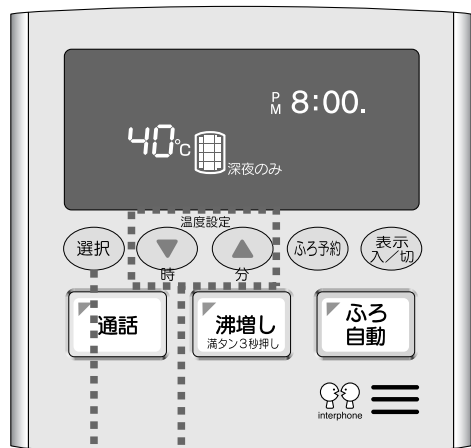 PM 8:00.
40℃
深夜のみ
温度設定
選択
ふろ予約
表示
入／切
時
分
通話
沸増し
満タン3秒押し
ふろ
自動
interphone